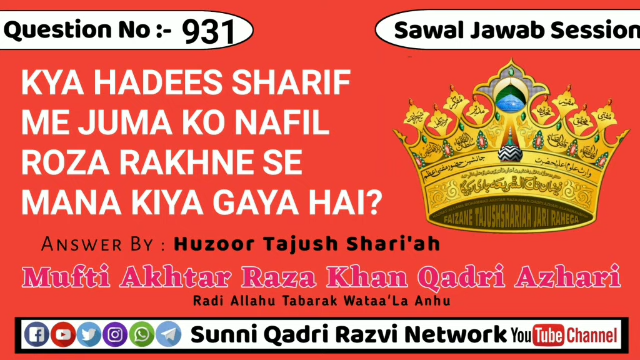 Question No :- 931
Sawal Jawab Session
KYA HADEES SHARIF
ME JUMA KO NAFIL
ROZA RAKHNE SE
MANA KIYA GAYA HAI?
FAIZANE TAJUSHSHARIAH JARI RAHEGA
ANSWER BY : Huzoor Tajush Shari'ah
Mufti Akhtar Raza Khan Qadri Azhari
Radi Allahu Tabarak Wataa'La Anhu
Sunni Qadri Razvi Network YouTube Channel